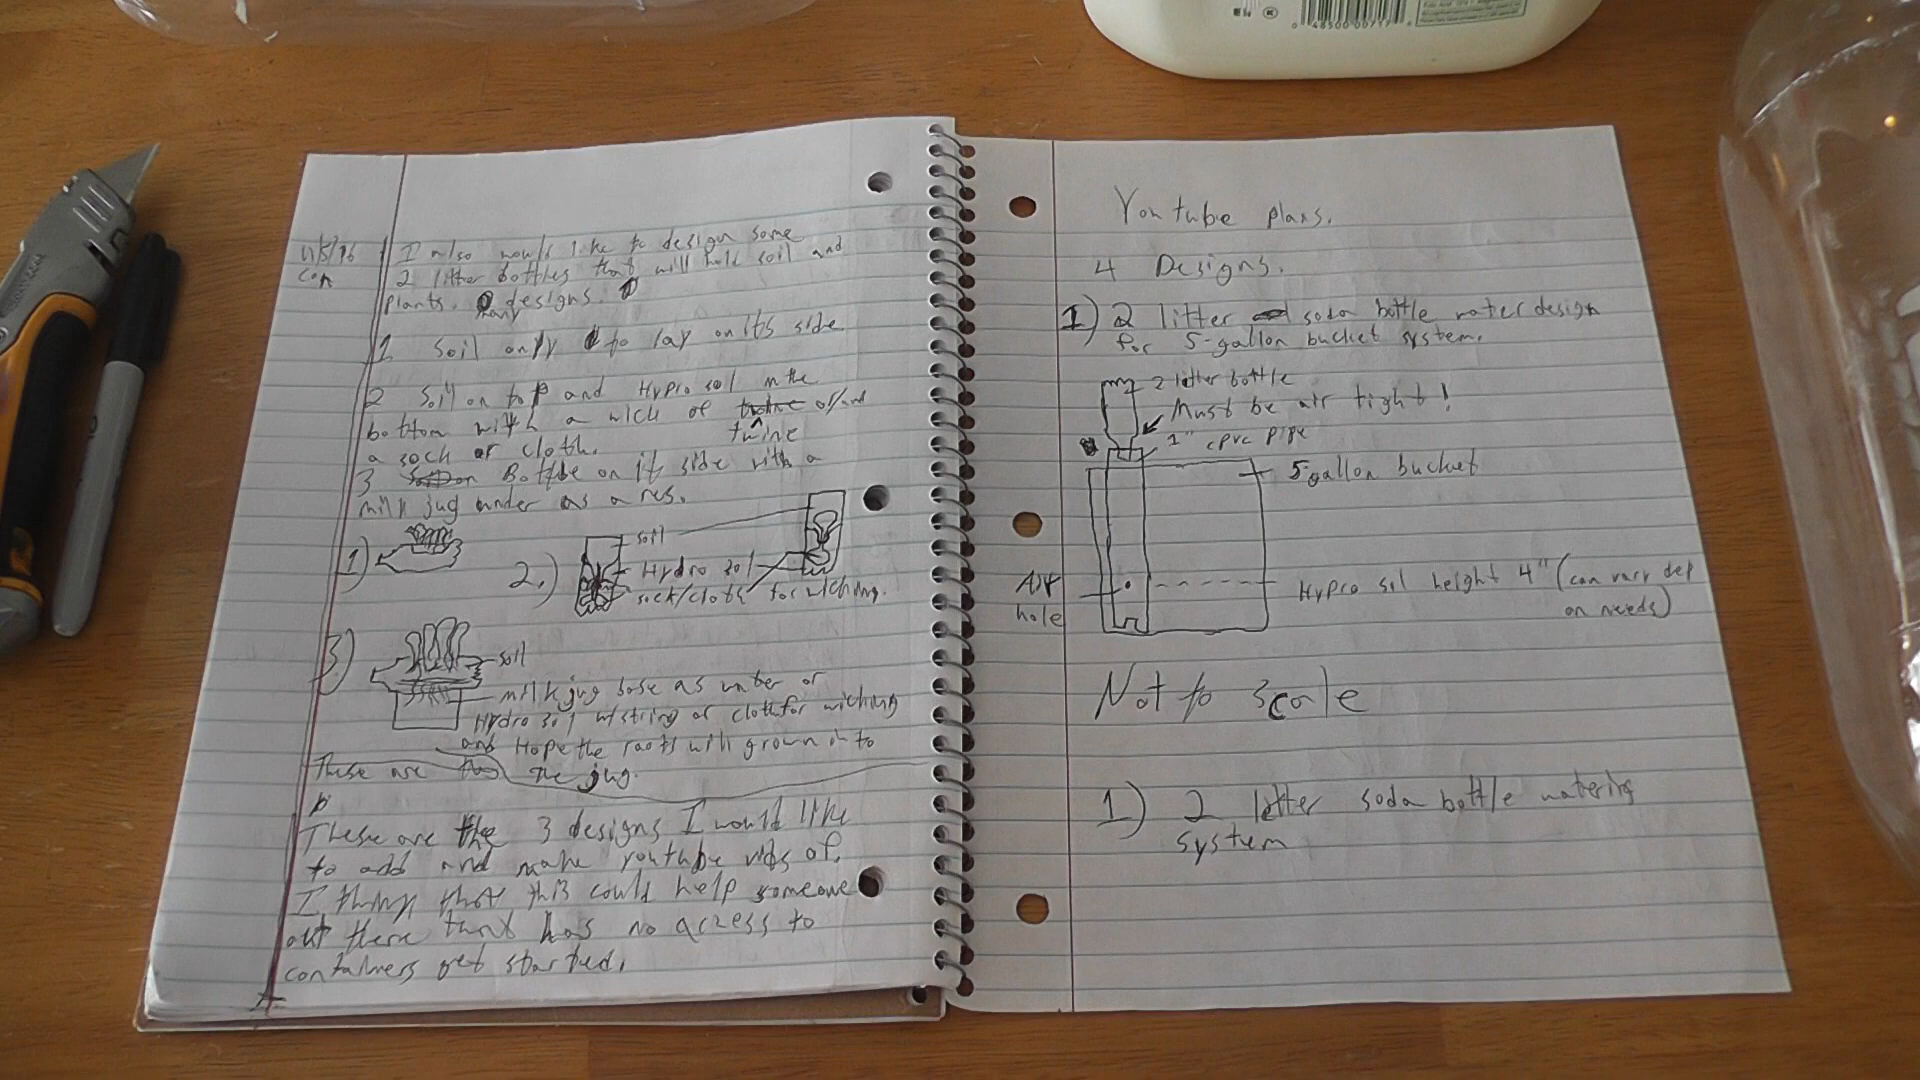 I also would like to design some
2 litter bottles that will hold soil and
plants. many designs.
1 Soil only to lay on its side
2 Soil on top and Hypro sol in the
bottom with a wick of twine or/and
a sock or cloth.
3 Bottle on its side with a
milk jug under as a res.
1)
2.)
soil
Hydro sol
sock/cloth for wicking.
3)
soil
milk jug base as water or
Hydro sol w/string or cloth for wicking
and Hope the roots will grown in to
the jug.
These are
These are the 3 designs I would like
to add and make youtube vids of.
I thing that this could help someone
out there that has no access to
containers get started.
Youtube plans.
4 Designs.
1) 2 litter soda bottle water design
for 5-gallon bucket system.
2 litter bottle
Must be air tight!
1" cpvc pipe
5-gallon bucket
Air
hole
Hypro sol height 4" (can vary dep
on needs)
Not to scale
1) 2 letter soda bottle watering
system